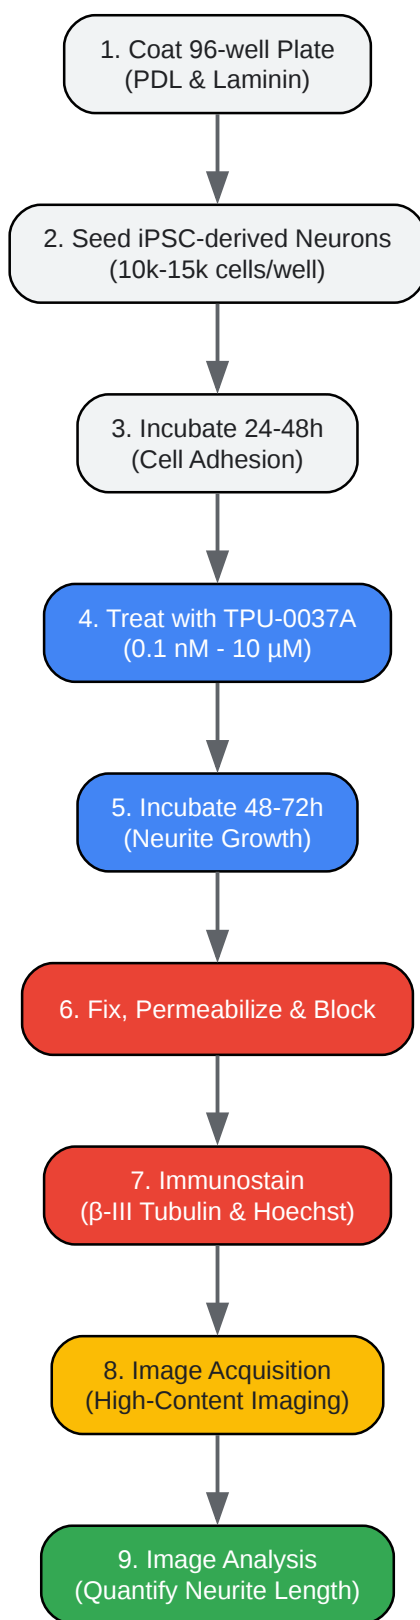 1. Coat 96-well Plate
(PDL & Laminin)
2. Seed iPSC-derived Neurons
(10k-15k cells/well)
3. Incubate 24-48h
(Cell Adhesion)
4. Treat with TPU-0037A
(0.1 nM - 10 µM)
5. Incubate 48-72h
(Neurite Growth)
6. Fix, Permeabilize & Block
7. Immunostain
(β-III Tubulin & Hoechst)
8. Image Acquisition
(High-Content Imaging)
9. Image Analysis
(Quantify Neurite Length)